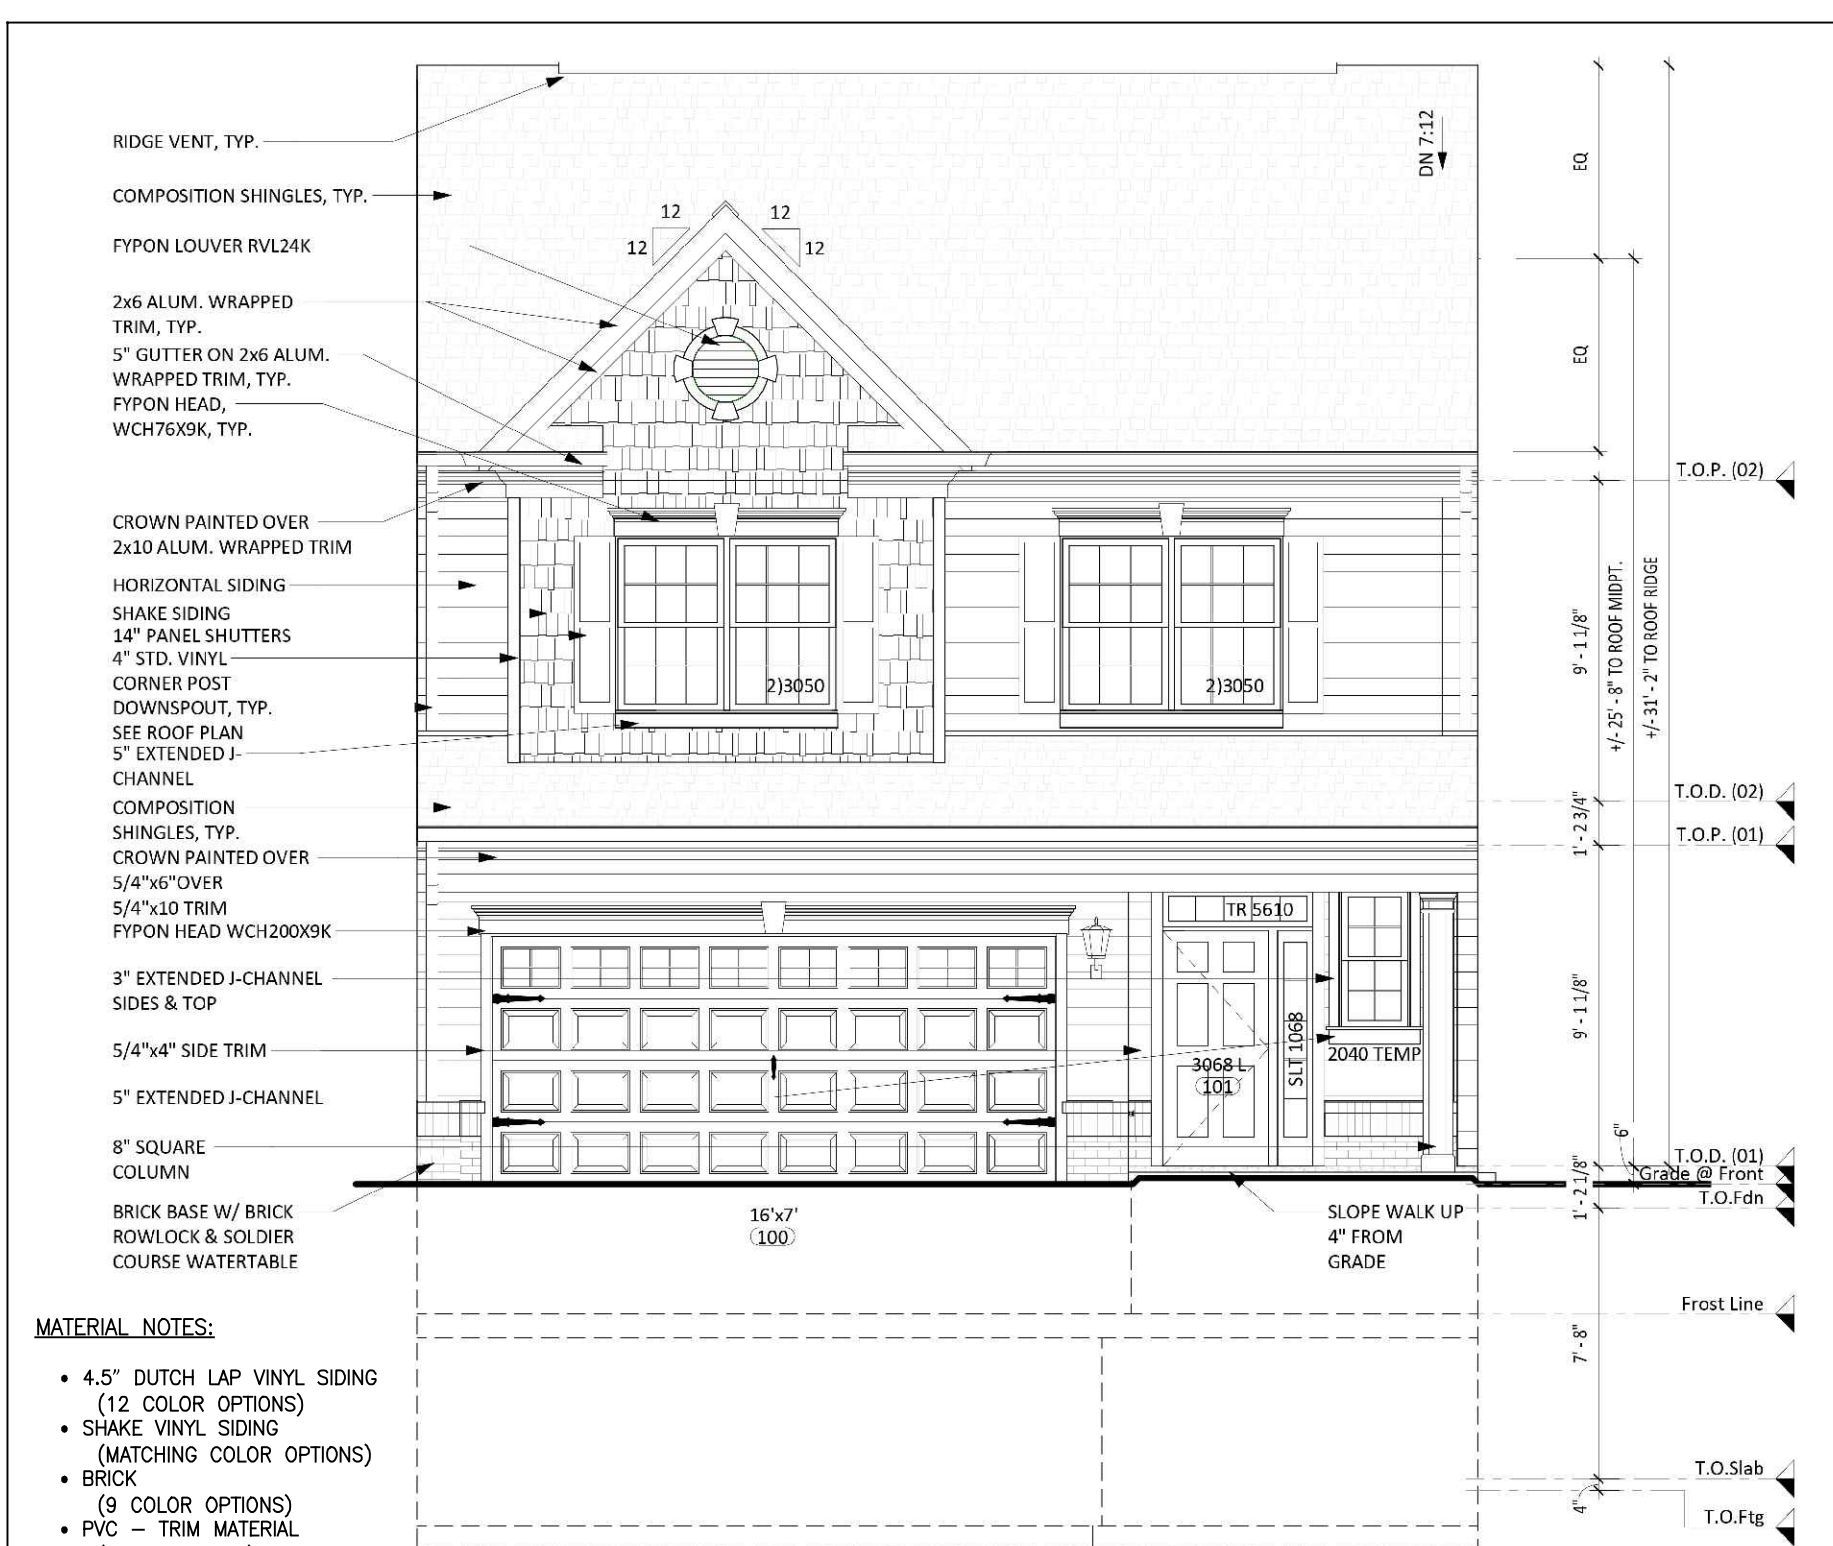 RIDGE VENT, TYP.
COMPOSITION SHINGLES, TYP.
FYPON LOUVER RVL24K
2x6 ALUM. WRAPPED
TRIM, TYP.
5" GUTTER ON 2x6 ALUM.
WRAPPED TRIM, TYP.
FYPON HEAD,
WCH76X9K, TYP.
CROWN PAINTED OVER
2x10 ALUM. WRAPPED TRIM
HORIZONTAL SIDING
SHAKE SIDING
14" PANEL SHUTTERS
4" STD. VINYL
CORNER POST
DOWNSPOUT, TYP.
SEE ROOF PLAN
5" EXTENDED J-
CHANNEL
COMPOSITION
SHINGLES, TYP.
CROWN PAINTED OVER
5/4"x6"OVER
5/4"x10 TRIM
FYPON HEAD WCH200X9K
3" EXTENDED J-CHANNEL
SIDES & TOP
5/4"x4" SIDE TRIM
5" EXTENDED J-CHANNEL
8" SQUARE
COLUMN
BRICK BASE W/ BRICK
ROWLOCK & SOLDIER
COURSE WATERTABLE
MATERIAL NOTES:
• 4.5" DUTCH LAP VINYL SIDING
(12 COLOR OPTIONS)
• SHAKE VINYL SIDING
(MATCHING COLOR OPTIONS)
• BRICK
(9 COLOR OPTIONS)
• PVC – TRIM MATERIAL
12
12
12
12
DN 7:12
2)3050
2)3050
TR 5610
3068 L
101
SLT 1068
2040 TEMP
16'x7'
100
SLOPE WALK UP
4" FROM
GRADE
EQ
EQ
9' - 1 1/8"
1' - 2 3/4"
9' - 1 1/8"
1' - 2 1/8"
7' - 8"
4"
6"
+/- 25' - 8" TO ROOF MIDPT.
+/- 31' - 2" TO ROOF RIDGE
T.O.P. (02)
T.O.D. (02)
T.O.P. (01)
T.O.D. (01)
Grade @ Front
T.O.Fdn
Frost Line
T.O.Slab
T.O.Ftg